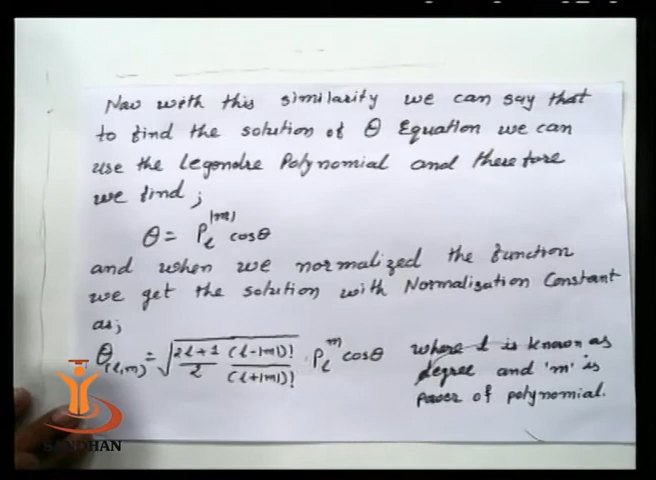 Now with this similarity we can say that
to find the solution of Θ Equation we can
use the Legendre Polynomial and therefore
we find;
Θ = P_l^|m| cosθ
and when we normalized the function
we get the solution with Normalisation Constant
as;
Θ(l,m) = √((2l+1)/2 (l-|m|)!/(l+|m|)!) . P_l^m cosθ
where l is known as
degree and 'm' is
power of polynomial.
SANDHAN